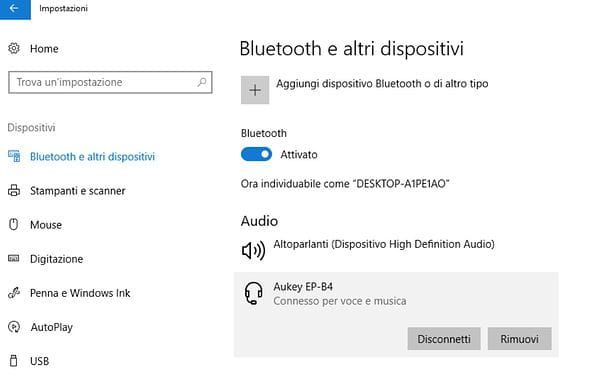 Impostazioni
Home
Trova un'impostazione
Dispositivi
Bluetooth e altri dispositivi
Stampanti e scanner
Mouse
Digitazione
Penna e Windows Ink
AutoPlay
USB
Bluetooth e altri dispositivi
Aggiungi dispositivo Bluetooth o di altro tipo
Bluetooth
Attivato
Ora individuabile come "DESKTOP-A1PE1AO"
Audio
Altoparlanti (Dispositivo High Definition Audio)
Aukey EP-B4
Connesso per voce e musica
Disconnetti
Rimuovi